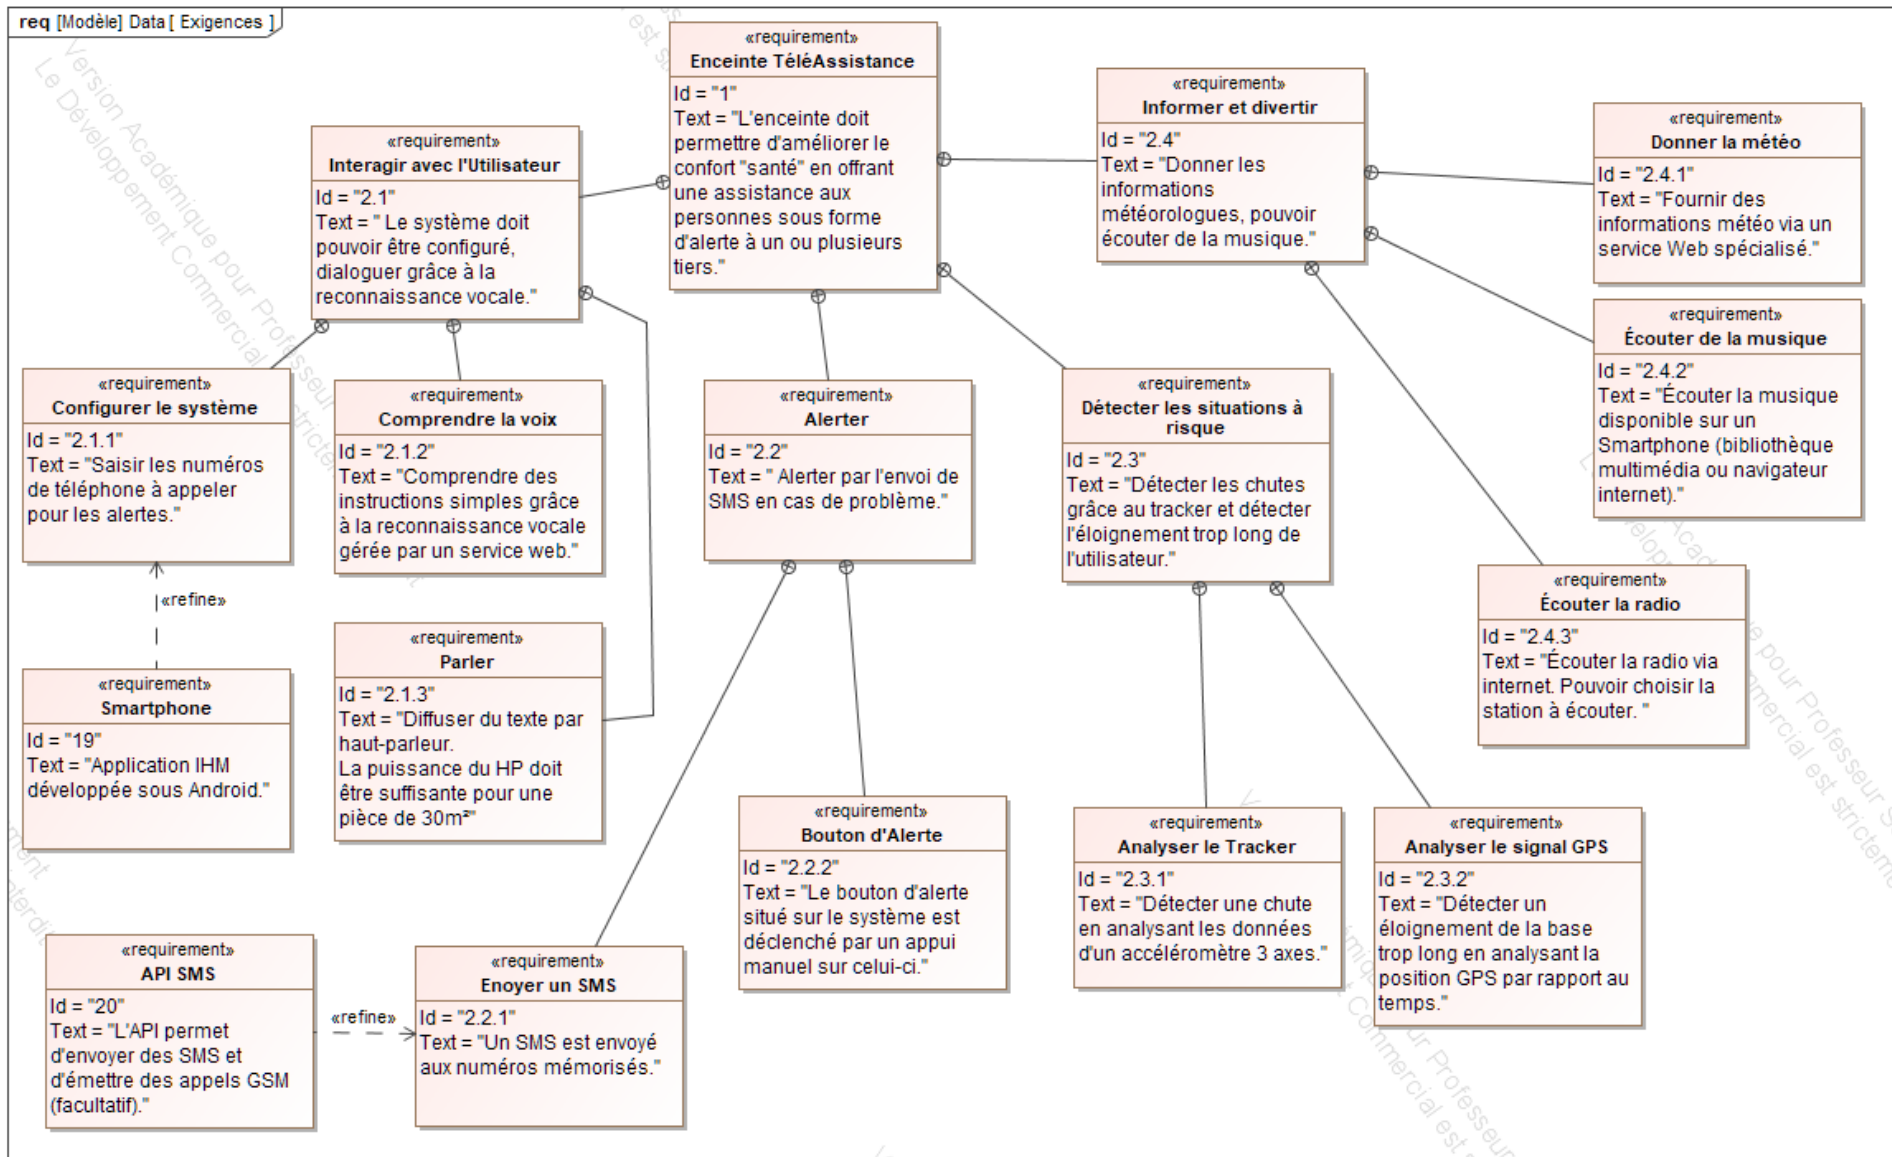 req [Modèle] Data [ Exigences ]
«requirement»
Enceinte TéléAssistance
Id = "1"
Text = "L'enceinte doit
permettre d'améliorer le
confort "santé" en offrant
une assistance aux
personnes sous forme
d'alerte à un ou plusieurs
tiers."
«requirement»
Interagir avec l'Utilisateur
Id = "2.1"
Text = " Le système doit
pouvoir être configuré,
dialoguer grâce à la
reconnaissance vocale."
«requirement»
Informer et divertir
Id = "2.4"
Text = "Donner les
informations
météorologues, pouvoir
écouter de la musique."
«requirement»
Donner la météo
Id = "2.4.1"
Text = "Fournir des
informations météo via un
service Web spécialisé."
«requirement»
Écouter de la musique
Id = "2.4.2"
Text = "Écouter la musique
disponible sur un
Smartphone (bibliothèque
multimédia ou navigateur
internet)."
«requirement»
Configurer le système
Id = "2.1.1"
Text = "Saisir les numéros
de téléphone à appeler
pour les alertes."
«requirement»
Comprendre la voix
Id = "2.1.2"
Text = "Comprendre des
instructions simples grâce
à la reconnaissance vocale
gérée par un service web."
«requirement»
Alerter
Id = "2.2"
Text = " Alerter par l'envoi de
SMS en cas de problème."
«requirement»
Détecter les situations à
risque
Id = "2.3"
Text = "Détecter les chutes
grâce au tracker et détecter
l'éloignement trop long de
l'utilisateur."
«requirement»
Écouter la radio
Id = "2.4.3"
Text = "Écouter la radio via
internet. Pouvoir choisir la
station à écouter. "
«refine»
«requirement»
Smartphone
Id = "19"
Text = "Application IHM
développée sous Android."
«requirement»
Parler
Id = "2.1.3"
Text = "Diffuser du texte par
haut-parleur.
La puissance du HP doit
être suffisante pour une
pièce de 30m²"
«requirement»
Bouton d'Alerte
Id = "2.2.2"
Text = "Le bouton d'alerte
situé sur le système est
déclenché par un appui
manuel sur celui-ci."
«requirement»
Analyser le Tracker
Id = "2.3.1"
Text = "Détecter une chute
en analysant les données
d'un accéléromètre 3 axes."
«requirement»
Analyser le signal GPS
Id = "2.3.2"
Text = "Détecter un
éloignement de la base
trop long en analysant la
position GPS par rapport au
temps."
«requirement»
API SMS
Id = "20"
Text = "L'API permet
d'envoyer des SMS et
d'émettre des appels GSM
(facultatif)."
«refine»
«requirement»
Enoyer un SMS
Id = "2.2.1"
Text = "Un SMS est envoyé
aux numéros mémorisés."
Version Académique pour Professeur
Le Développement Commercial est strictement